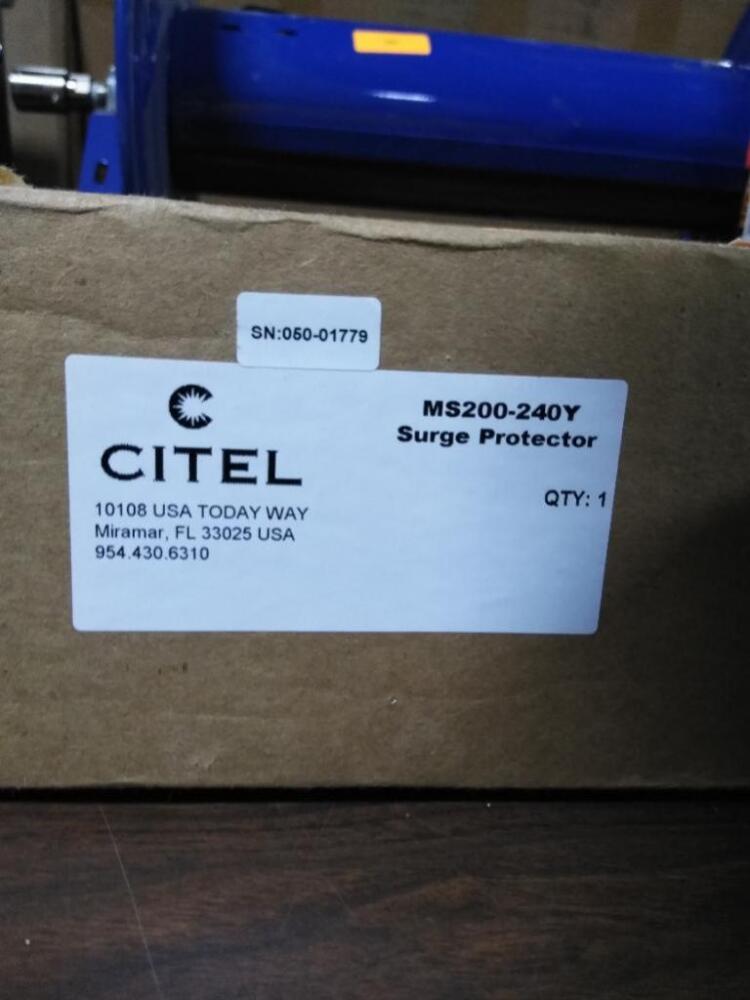 SN:050-01779
CITEL
10108 USA TODAY WAY
Miramar, FL 33025 USA
954.430.6310
MS200-240Y
Surge Protector
QTY: 1